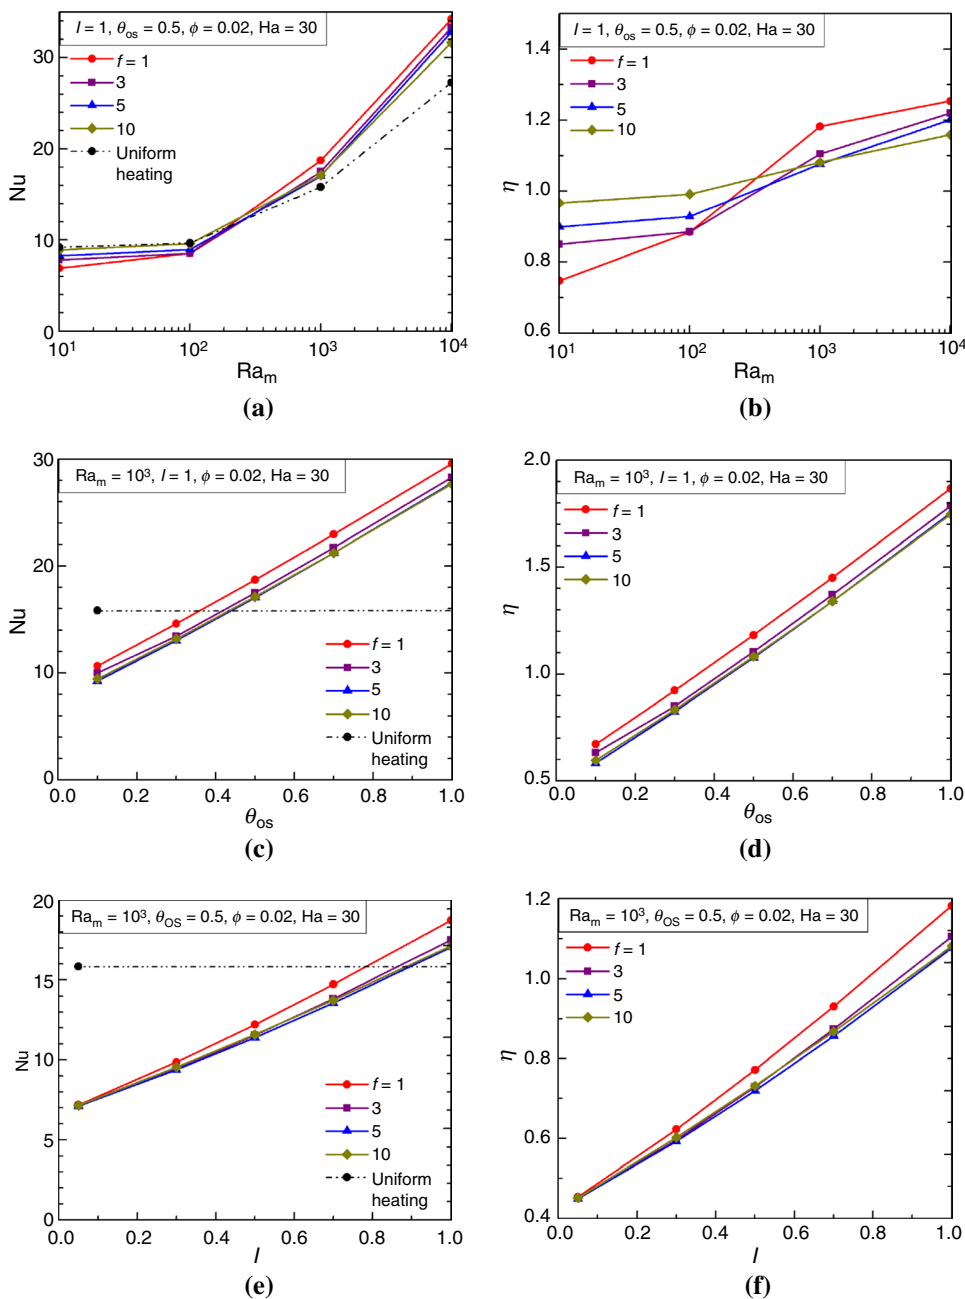 I = 1, θos = 0.5, ϕ = 0.02, Ha = 30
f = 1
3
5
10
Uniform
heating
Nu
40
30
20
10
0
10¹ 10² 10³ 10⁴
Raₘ
(a)
I = 1, θos = 0.5, ϕ = 0.02, Ha = 30
f = 1
3
5
10
η
1.4
1.2
1.0
0.8
0.6
10¹ 10² 10³ 10⁴
Raₘ
(b)
Raₘ = 10³, I = 1, ϕ = 0.02, Ha = 30
f = 1
3
5
10
Uniform
heating
Nu
30
20
10
0
0.0 0.2 0.4 0.6 0.8 1.0
θos
(c)
Raₘ = 10³, I = 1, ϕ = 0.02, Ha = 30
f = 1
3
5
10
η
2.0
1.5
1.0
0.5
0.0 0.2 0.4 0.6 0.8 1.0
θos
(d)
Raₘ = 10³, θOS = 0.5, ϕ = 0.02, Ha = 30
f = 1
3
5
10
Uniform
heating
Nu
20
15
10
5
0
0.0 0.2 0.4 0.6 0.8 1.0
I
(e)
Raₘ = 10³, θOS = 0.5, ϕ = 0.02, Ha = 30
f = 1
3
5
10
η
1.2
1.0
0.8
0.6
0.4
0.0 0.2 0.4 0.6 0.8 1.0
I
(f)